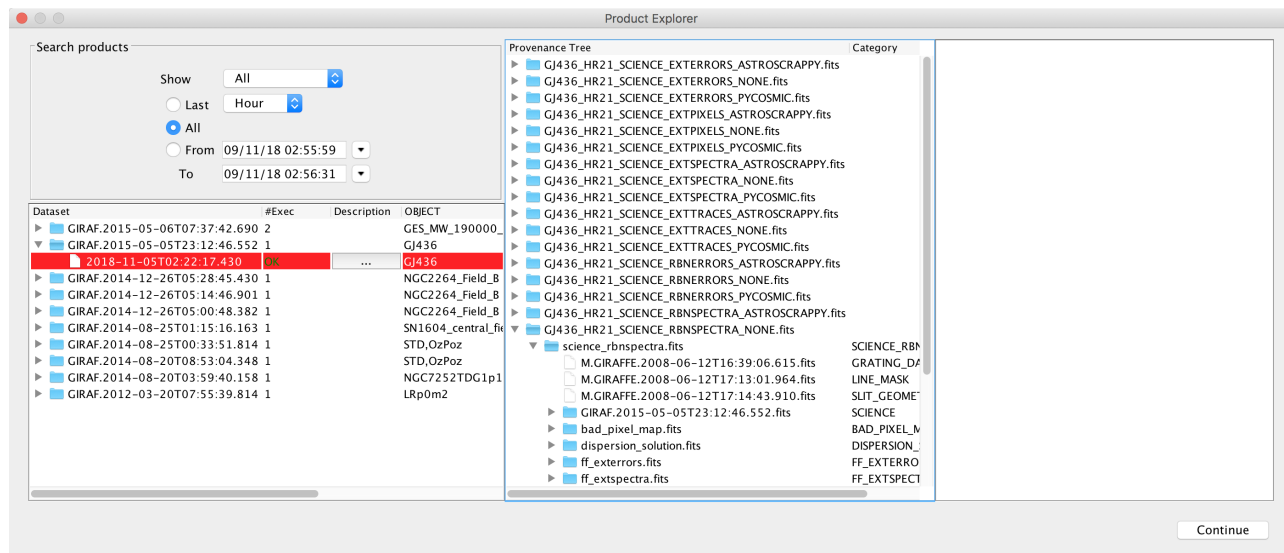 Product Explorer
Search products
Show All
Last Hour
All
From 09/11/18 02:55:59
To 09/11/18 02:56:31
Dataset #Exec Description OBJECT
GIRAF.2015-05-06T07:37:42.690 2 GES_MW_190000_
GIRAF.2015-05-05T23:12:46.552 1 GJ436
2018-11-05T02:22:17.430 OK ... GJ436
GIRAF.2014-12-26T05:28:45.430 1 NGC2264_Field_B
GIRAF.2014-12-26T05:14:46.901 1 NGC2264_Field_B
GIRAF.2014-12-26T05:00:48.382 1 NGC2264_Field_B
GIRAF.2014-08-25T01:15:16.163 1 SN1604_central_fie
GIRAF.2014-08-25T00:33:51.814 1 STD,OzPoz
GIRAF.2014-08-20T08:53:04.348 1 STD,OzPoz
GIRAF.2014-08-20T03:59:40.158 1 NGC7252TDG1p1
GIRAF.2012-03-20T07:55:39.814 1 LRp0m2
Provenance Tree Category
GJ436_HR21_SCIENCE_EXTERRORS_ASTROSCRAPPY.fits
GJ436_HR21_SCIENCE_EXTERRORS_NONE.fits
GJ436_HR21_SCIENCE_EXTERRORS_PYCOSMIC.fits
GJ436_HR21_SCIENCE_EXTPIXELS_ASTROSCRAPPY.fits
GJ436_HR21_SCIENCE_EXTPIXELS_NONE.fits
GJ436_HR21_SCIENCE_EXTPIXELS_PYCOSMIC.fits
GJ436_HR21_SCIENCE_EXTSPECTRA_ASTROSCRAPPY.fits
GJ436_HR21_SCIENCE_EXTSPECTRA_NONE.fits
GJ436_HR21_SCIENCE_EXTSPECTRA_PYCOSMIC.fits
GJ436_HR21_SCIENCE_EXTTRACES_ASTROSCRAPPY.fits
GJ436_HR21_SCIENCE_EXTTRACES_NONE.fits
GJ436_HR21_SCIENCE_EXTTRACES_PYCOSMIC.fits
GJ436_HR21_SCIENCE_RBNERRORS_ASTROSCRAPPY.fits
GJ436_HR21_SCIENCE_RBNERRORS_NONE.fits
GJ436_HR21_SCIENCE_RBNERRORS_PYCOSMIC.fits
GJ436_HR21_SCIENCE_RBNSPECTRA_ASTROSCRAPPY.fits
GJ436_HR21_SCIENCE_RBNSPECTRA_NONE.fits
science_rbnspectra.fits SCIENCE_RBN
M.GIRAFFE.2008-06-12T16:39:06.615.fits GRATING_DA
M.GIRAFFE.2008-06-12T17:13:01.964.fits LINE_MASK
M.GIRAFFE.2008-06-12T17:14:43.910.fits SLIT_GEOMET
GIRAF.2015-05-05T23:12:46.552.fits SCIENCE
bad_pixel_map.fits BAD_PIXEL_M
dispersion_solution.fits DISPERSION_
ff_exterrors.fits FF_EXTERRO
ff_extspectra.fits FF_EXTSPECT
Continue